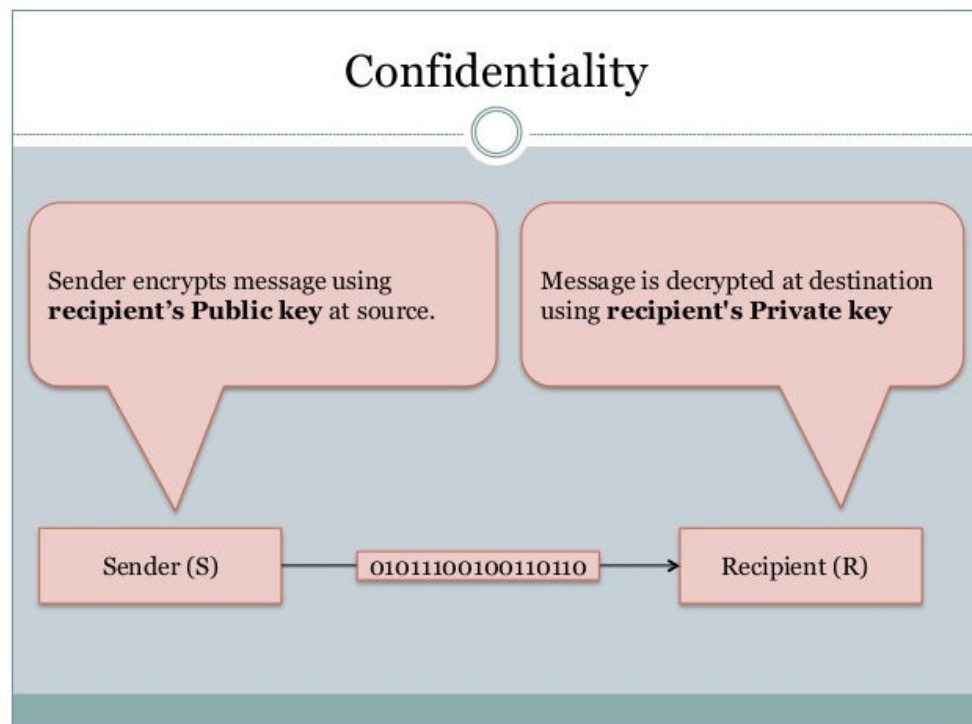 Confidentiality
Sender encrypts message using
recipient’s Public key at source.
Message is decrypted at destination
using recipient's Private key
Sender (S)
01011100100110110
Recipient (R)